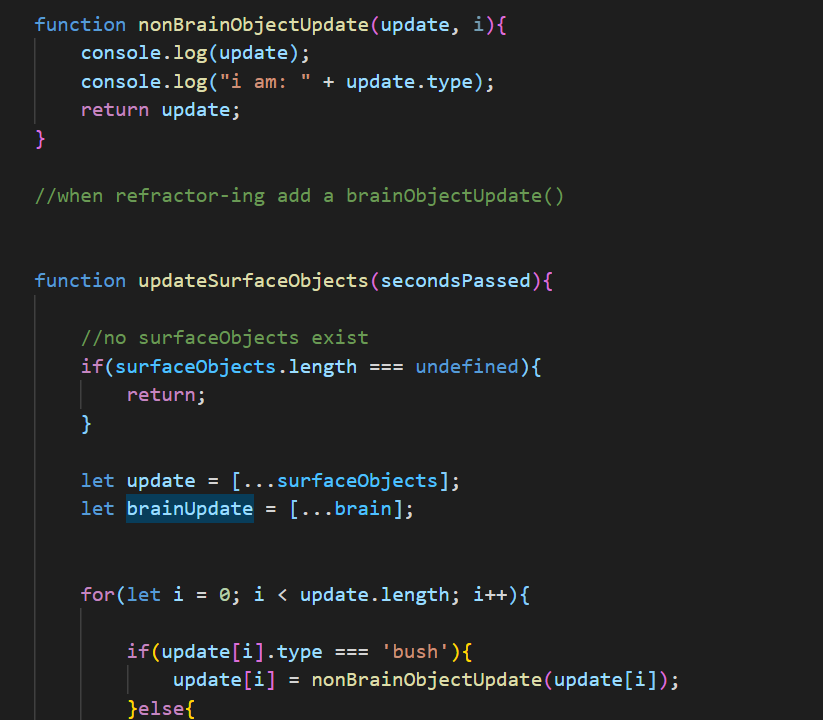 function nonBrainObjectUpdate(update, i){
console.log(update);
console.log("i am: " + update.type);
return update;
}
//when refractor-ing add a brainObjectUpdate()
function updateSurfaceObjects(secondsPassed){
//no surfaceObjects exist
if(surfaceObjects.length === undefined){
return;
}
let update = [...surfaceObjects];
let brainUpdate = [...brain];
for(let i = 0; i < update.length; i++){
if(update[i].type === 'bush'){
update[i] = nonBrainObjectUpdate(update[i]);
}else{